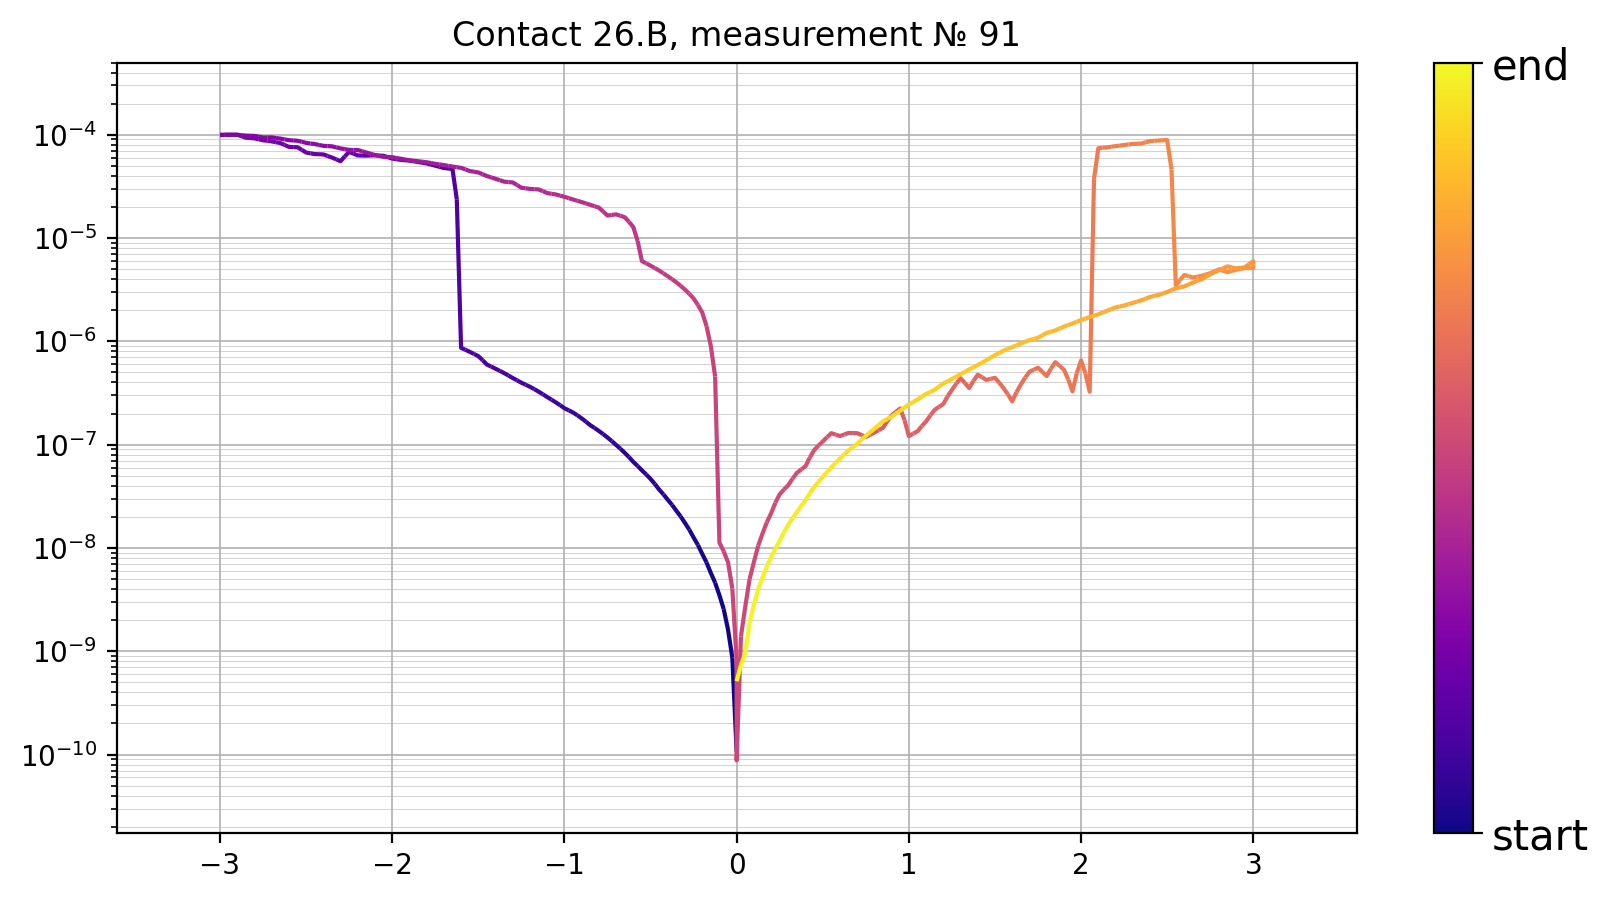 Contact 26.B, measurement № 91
10⁻⁴
10⁻⁵
10⁻⁶
10⁻⁷
10⁻⁸
10⁻⁹
10⁻¹⁰
−3 −2 −1 0 1 2 3
end
start